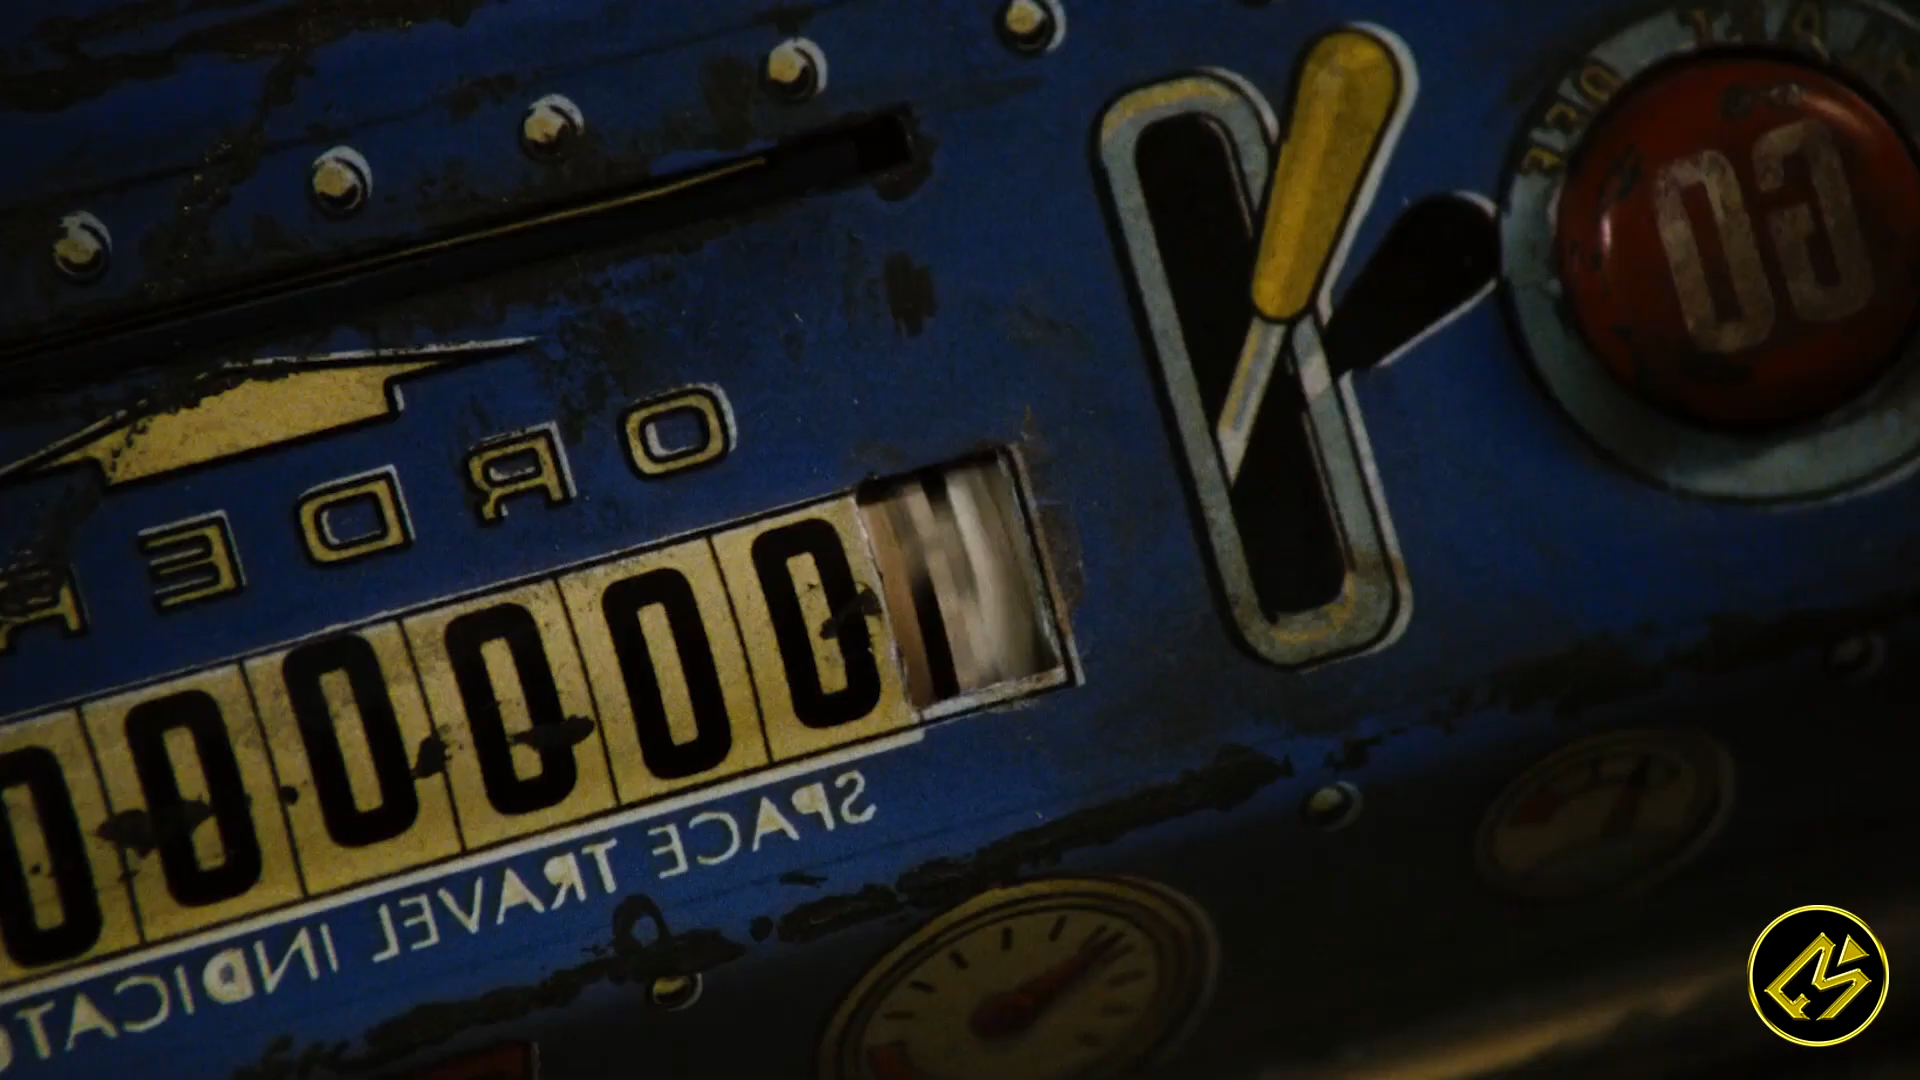 GO
ORDER
000000
SPACE TRAVEL INDICATO